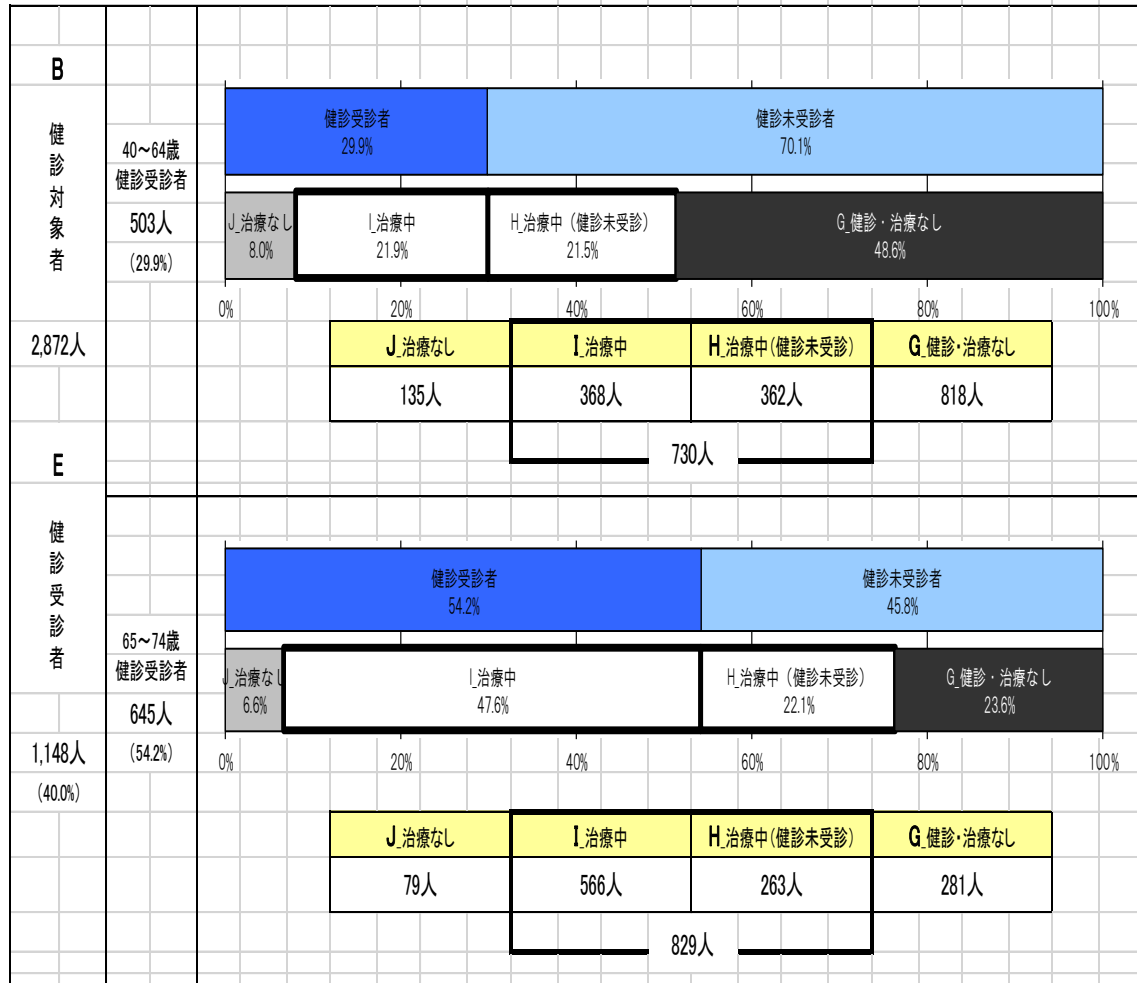 B
健診対象者
2,872人
E
健診受診者
1,148人
(40.0%)
40～64歳
健診受診者
503人
(29.9%)
健診受診者
29.9%
健診未受診者
70.1%
J_治療なし
8.0%
I_治療中
21.9%
H_治療中（健診未受診）
21.5%
G_健診・治療なし
48.6%
0% 20% 40% 60% 80% 100%
J_治療なし I_治療中 H_治療中(健診未受診) G_健診・治療なし
135人 368人 362人 818人
730人
65～74歳
健診受診者
645人
(54.2%)
健診受診者
54.2%
健診未受診者
45.8%
J_治療なし
6.6%
I_治療中
47.6%
H_治療中（健診未受診）
22.1%
G_健診・治療なし
23.6%
0% 20% 40% 60% 80% 100%
J_治療なし I_治療中 H_治療中(健診未受診) G_健診・治療なし
79人 566人 263人 281人
829人